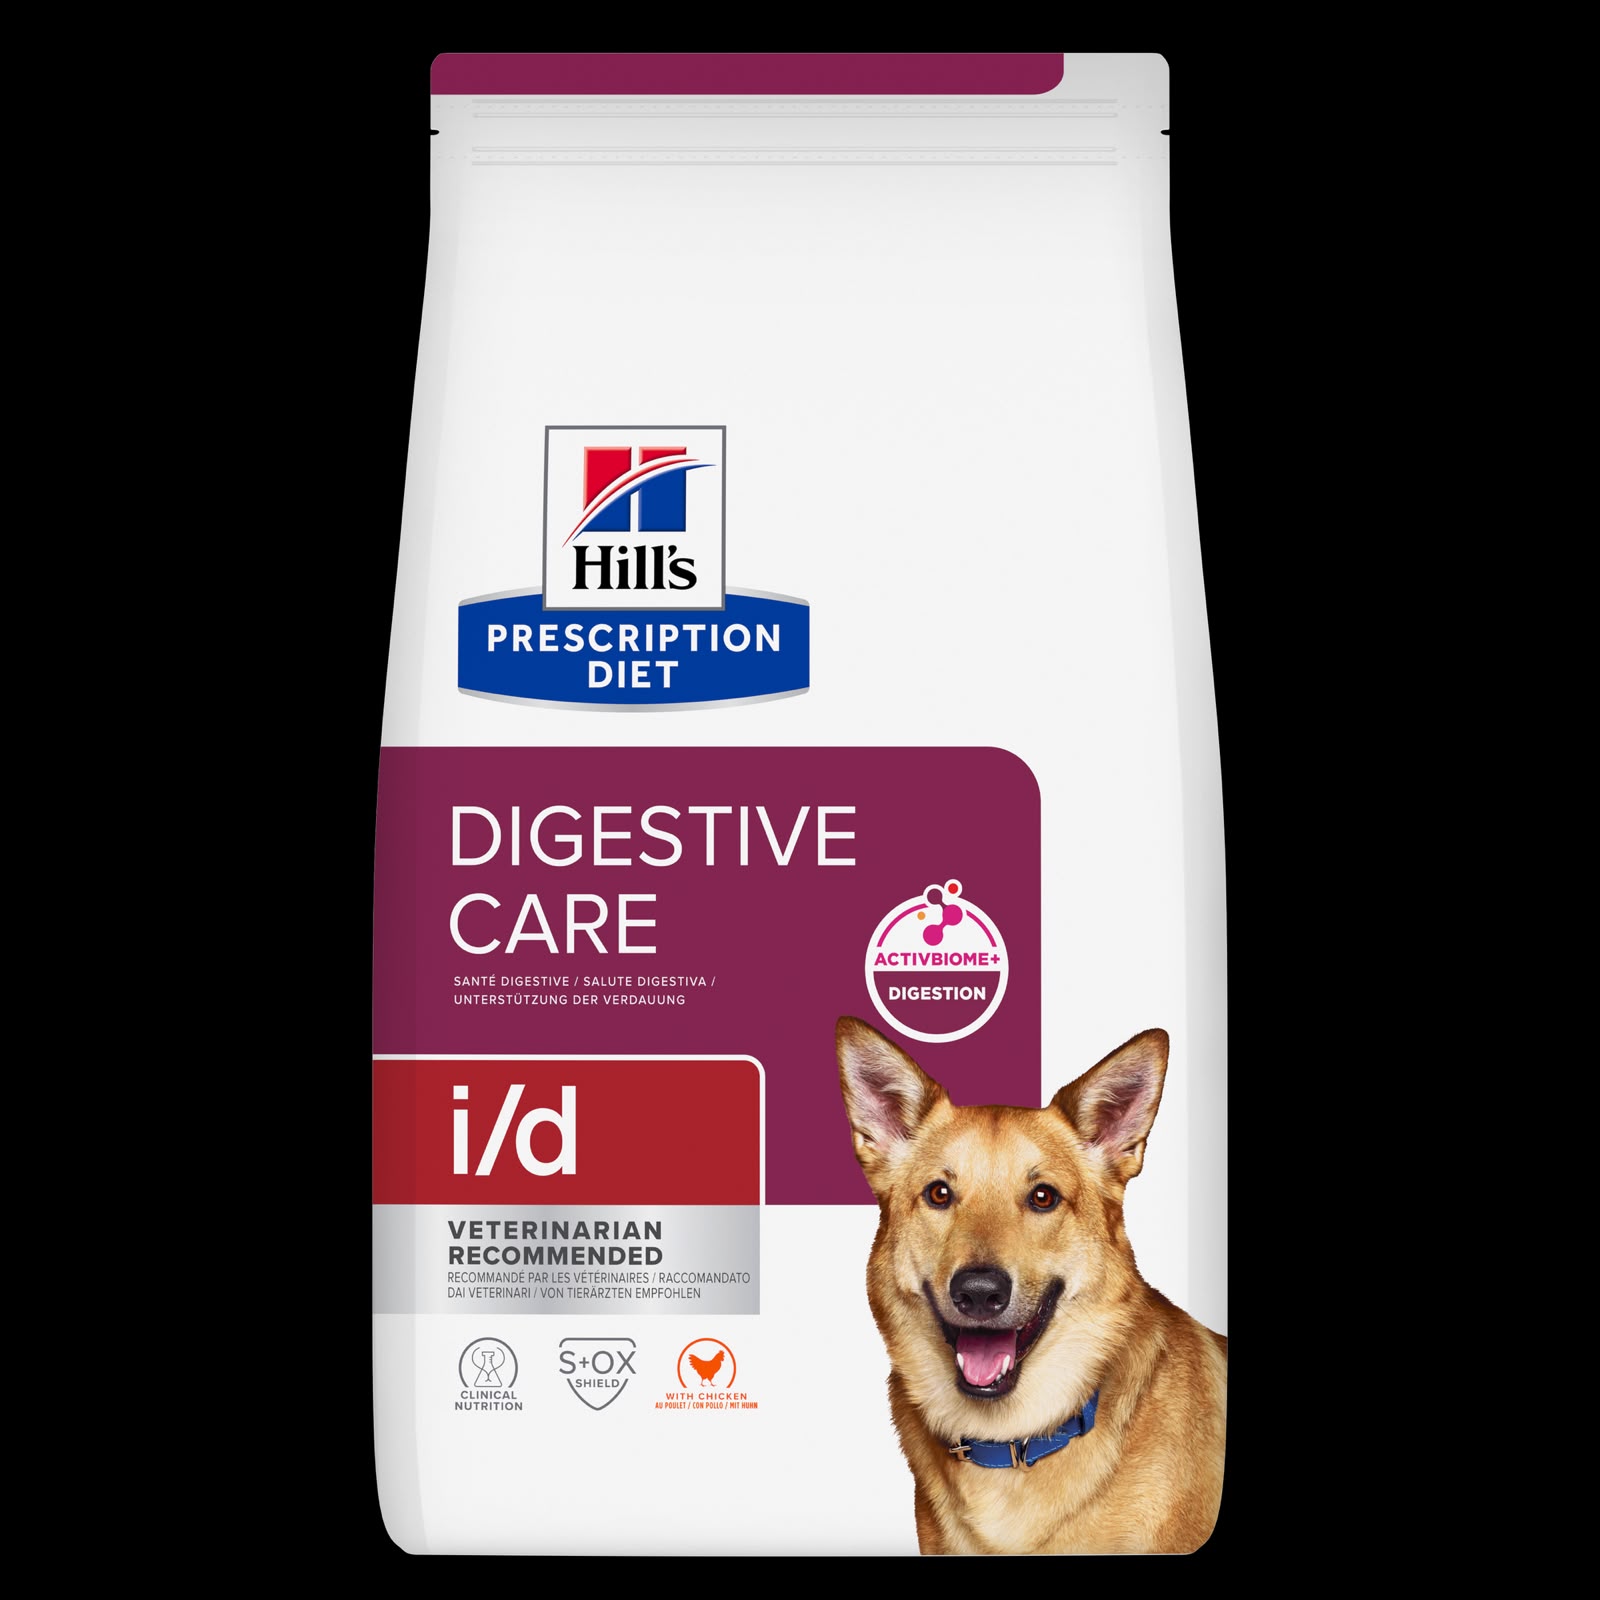 Hill's
PRESCRIPTION
DIET
DIGESTIVE
CARE
SANTÉ DIGESTIVE / SALUTE DIGESTIVA /
UNTERSTÜTZUNG DER VERDAUUNG
ACTIVBIOME+
DIGESTION
i/d
VETERINARIAN
RECOMMENDED
RECOMMANDÉ PAR LES VÉTÉRINAIRES / RACCOMANDATO
DAI VETERINARI / VON TIERÄRZTEN EMPFOHLEN
CLINICAL
NUTRITION
S+OX
SHIELD
WITH CHICKEN
AU POULET / CON POLLO / MIT HUHN